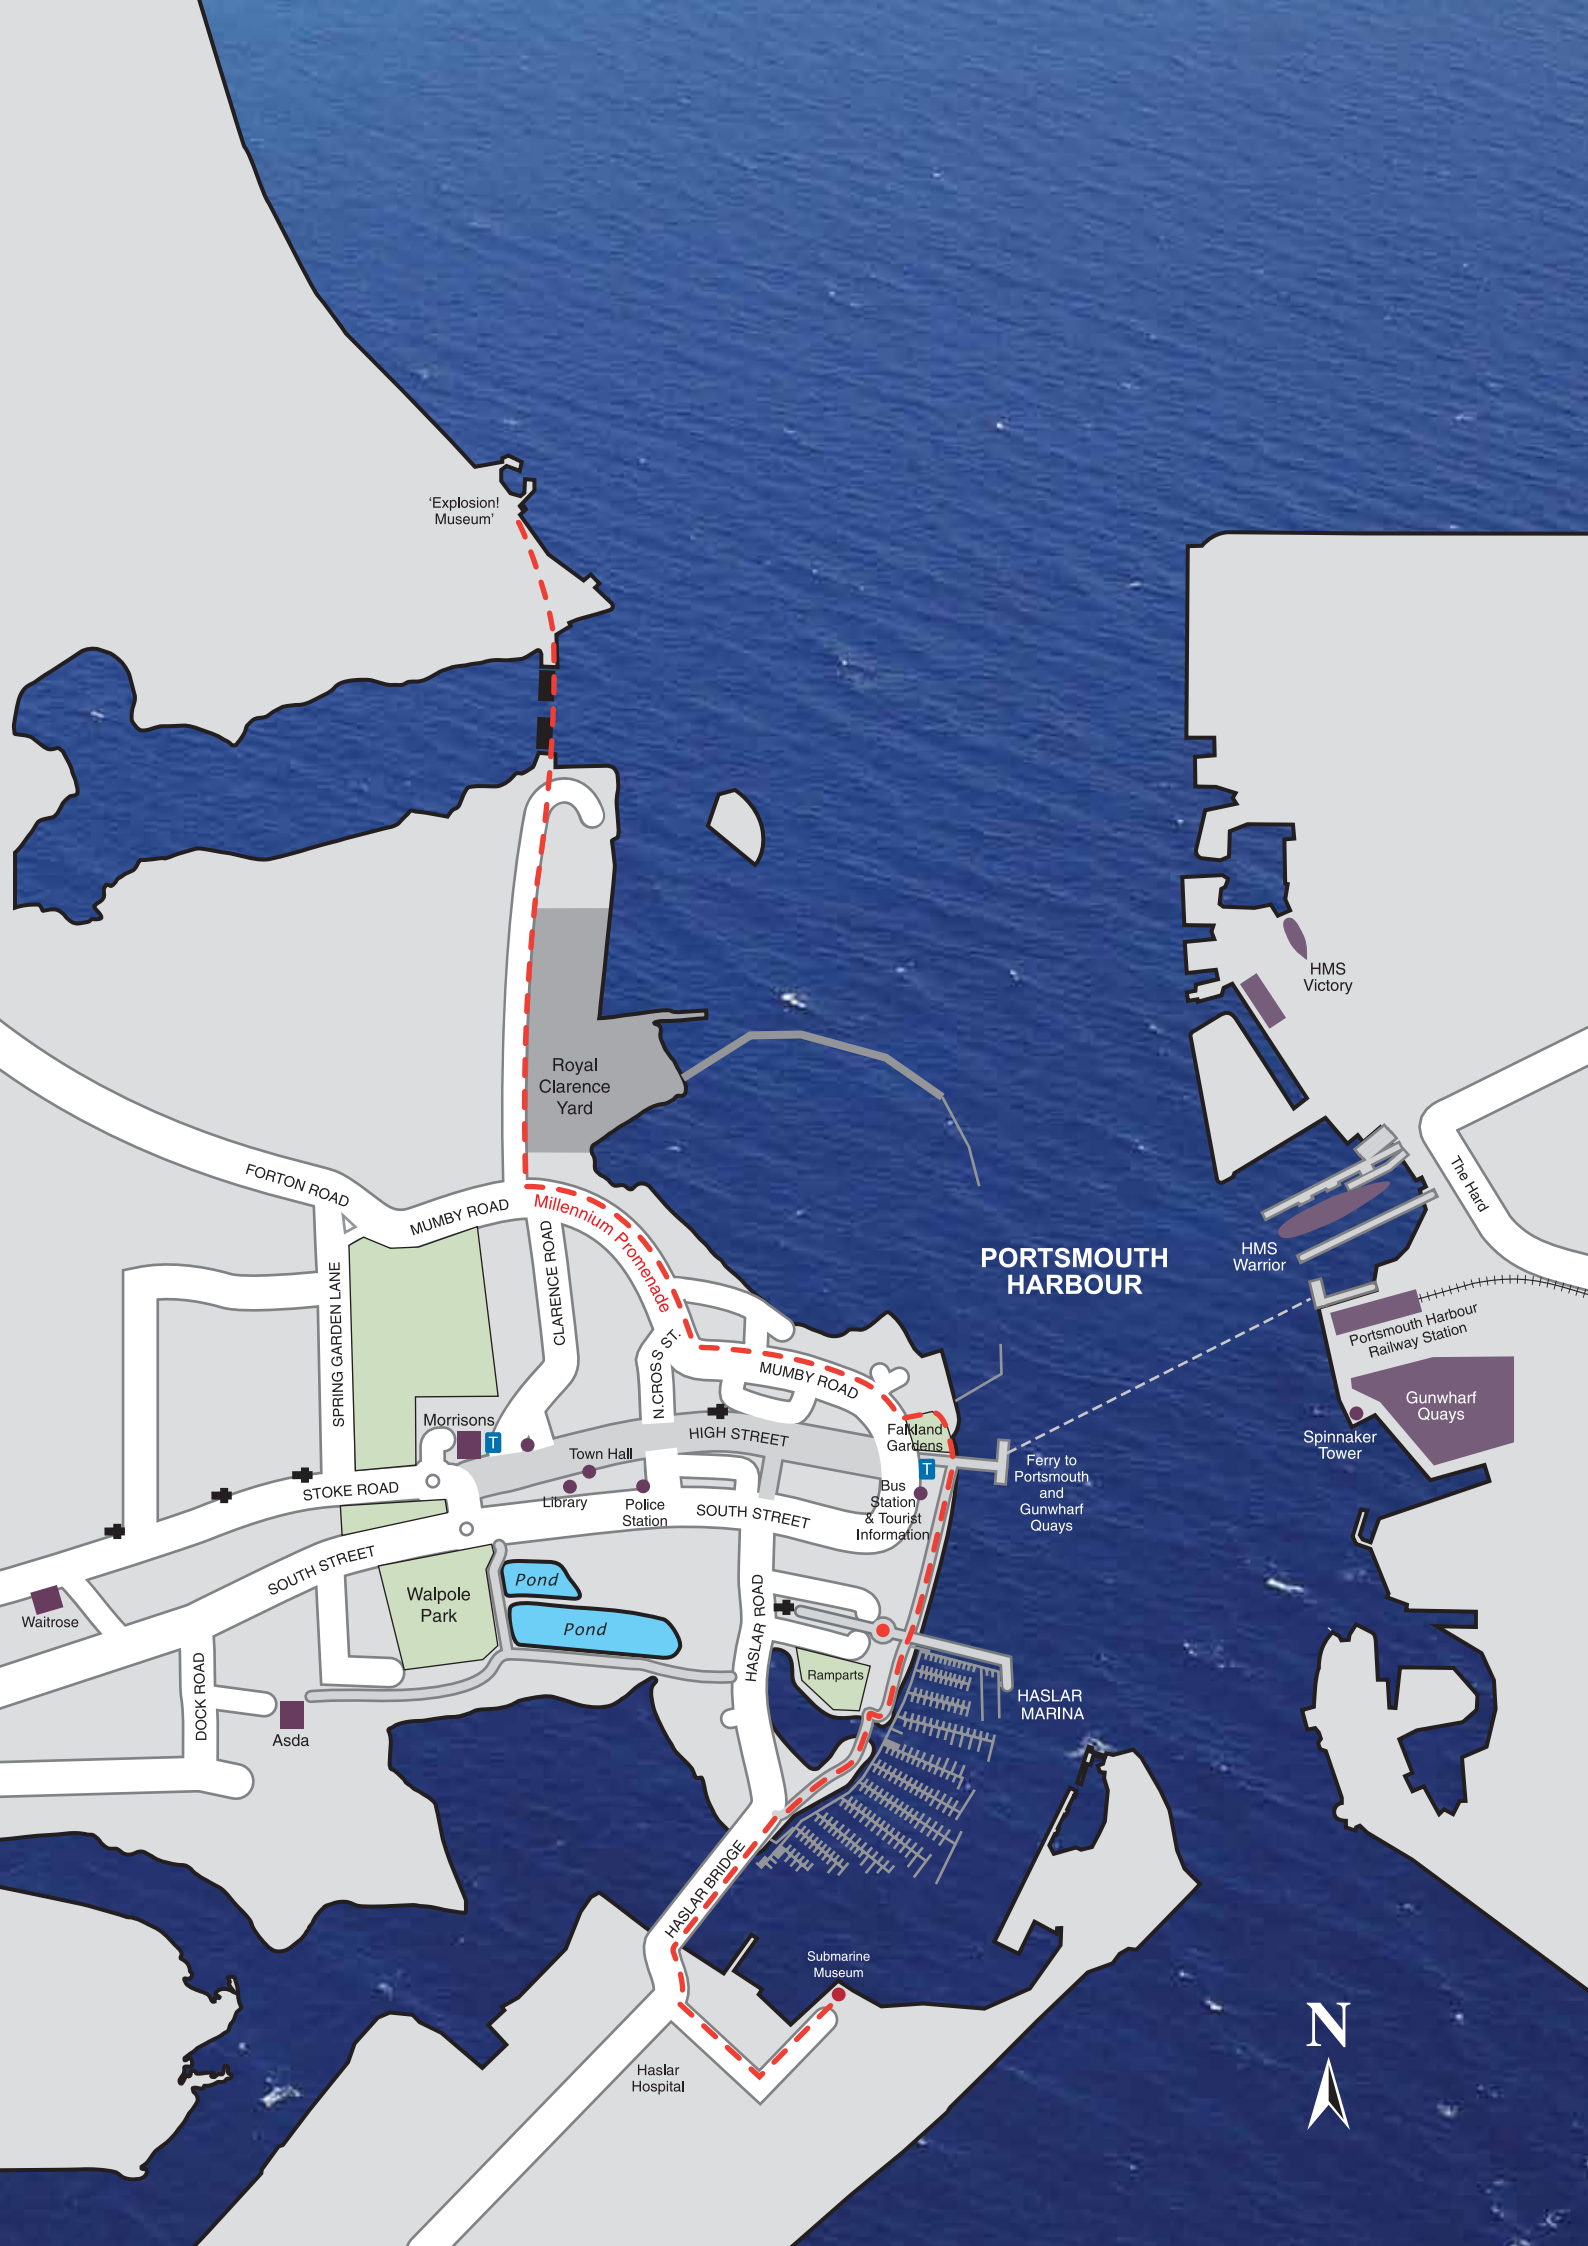 'Explosion!
Museum'
HMS
Victory
Royal
Clarence
Yard
FORTON ROAD
MUMBY ROAD
Millennium Promenade
The Hard
CLARENCE ROAD
PORTSMOUTH
HARBOUR
HMS
Warrior
SPRING GARDEN LANE
N.CROSS ST.
MUMBY ROAD
Portsmouth Harbour
Railway Station
Gunwharf
Quays
Morrisons
T
HIGH STREET
Falkland
Gardens
Spinnaker
Tower
Town Hall
T
Ferry to
Portsmouth
and
Gunwharf
Quays
STOKE ROAD
Library
Police
Station
SOUTH STREET
Bus
Station
& Tourist
Information
SOUTH STREET
Pond
Walpole
Park
Pond
Waitrose
HASLAR ROAD
DOCK ROAD
Ramparts
HASLAR
MARINA
Asda
HASLAR BRIDGE
Submarine
Museum
N
Haslar
Hospital